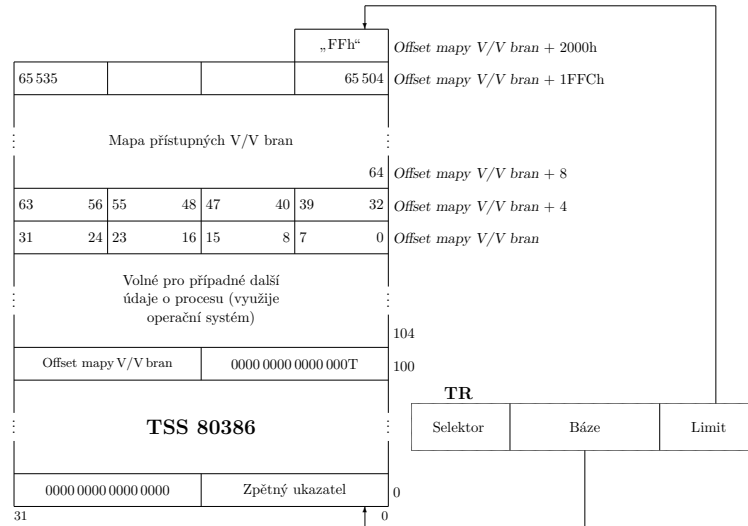 „FFh“ Offset mapy V/V bran + 2000h
65 535 65 504 Offset mapy V/V bran + 1FFCh
Mapa přístupných V/V bran
64 Offset mapy V/V bran + 8
63 56 55 48 47 40 39 32 Offset mapy V/V bran + 4
31 24 23 16 15 8 7 0 Offset mapy V/V bran
Volné pro případné další
údaje o procesu (využije
operační systém)
104
Offset mapy V/V bran 0000 0000 0000 000T 100
TR
TSS 80386 Selektor Báze Limit
0000 0000 0000 0000 Zpětný ukazatel 0
31 0